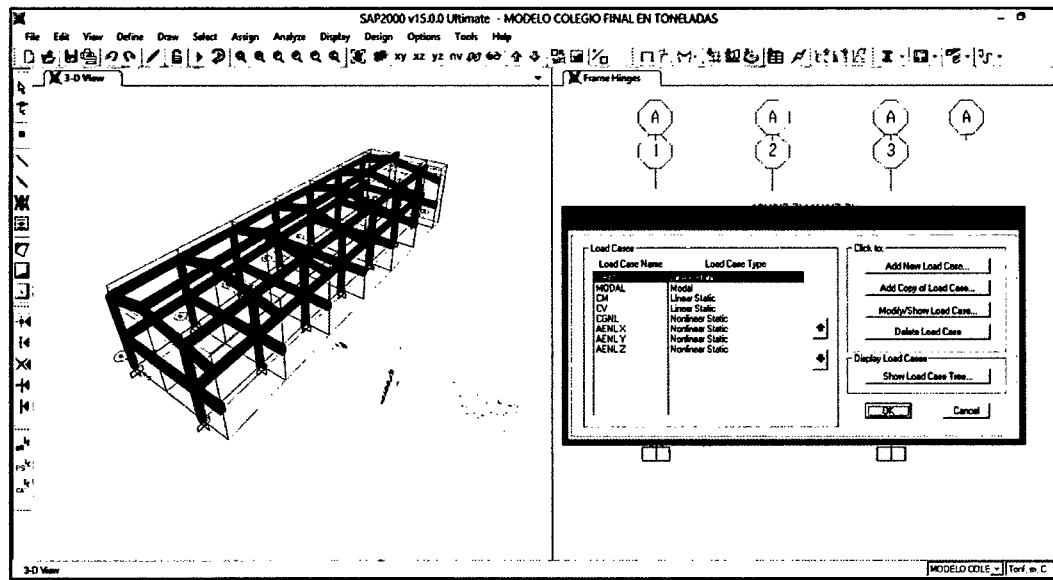 SAP2000 v15.0.0 Ultimate - MODELO COLEGIO FINAL EN TONELADAS
File Edit View Define Draw Select Assign Analyze Display Design Options Tools Help
xy xz yz nv
3-D View
Frame Hinges
A A A A
1 2 3
Load Cases
Load Case Name Load Case Type
MODAL Modal
CM Linear Static
CV Linear Static
CGNL Nonlinear Static
AENLX Nonlinear Static
AENLY Nonlinear Static
AENLZ Nonlinear Static
Click to:
Add New Load Case...
Add Copy of Load Case...
Modify/Show Load Case...
Delete Load Case
Display Load Cases
Show Load Case Tree...
OK Cancel
3-D View
MODELO COLE
Tonf, m, C